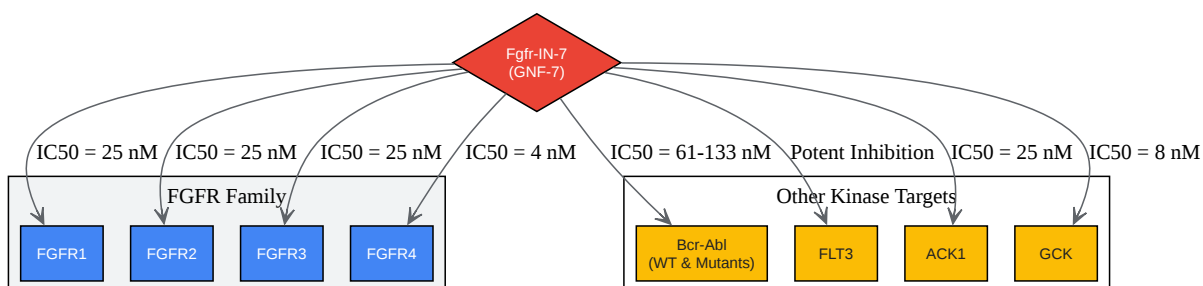 Fgfr-IN-7
(GNF-7)
IC50 = 25 nM
IC50 = 25 nM
IC50 = 25 nM
IC50 = 4 nM
IC50 = 61-133 nM
Potent Inhibition
IC50 = 25 nM
IC50 = 8 nM
FGFR Family
Other Kinase Targets
FGFR1
FGFR2
FGFR3
FGFR4
Bcr-Abl
(WT & Mutants)
FLT3
ACK1
GCK